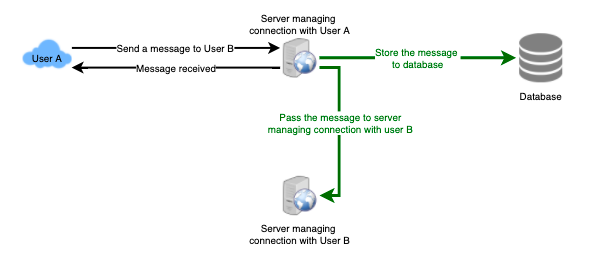 Server managing
connection with User A
User A
Send a message to User B
Message received
Store the message
to database
Database
Pass the message to server
managing connection with user B
Server managing
connection with User B